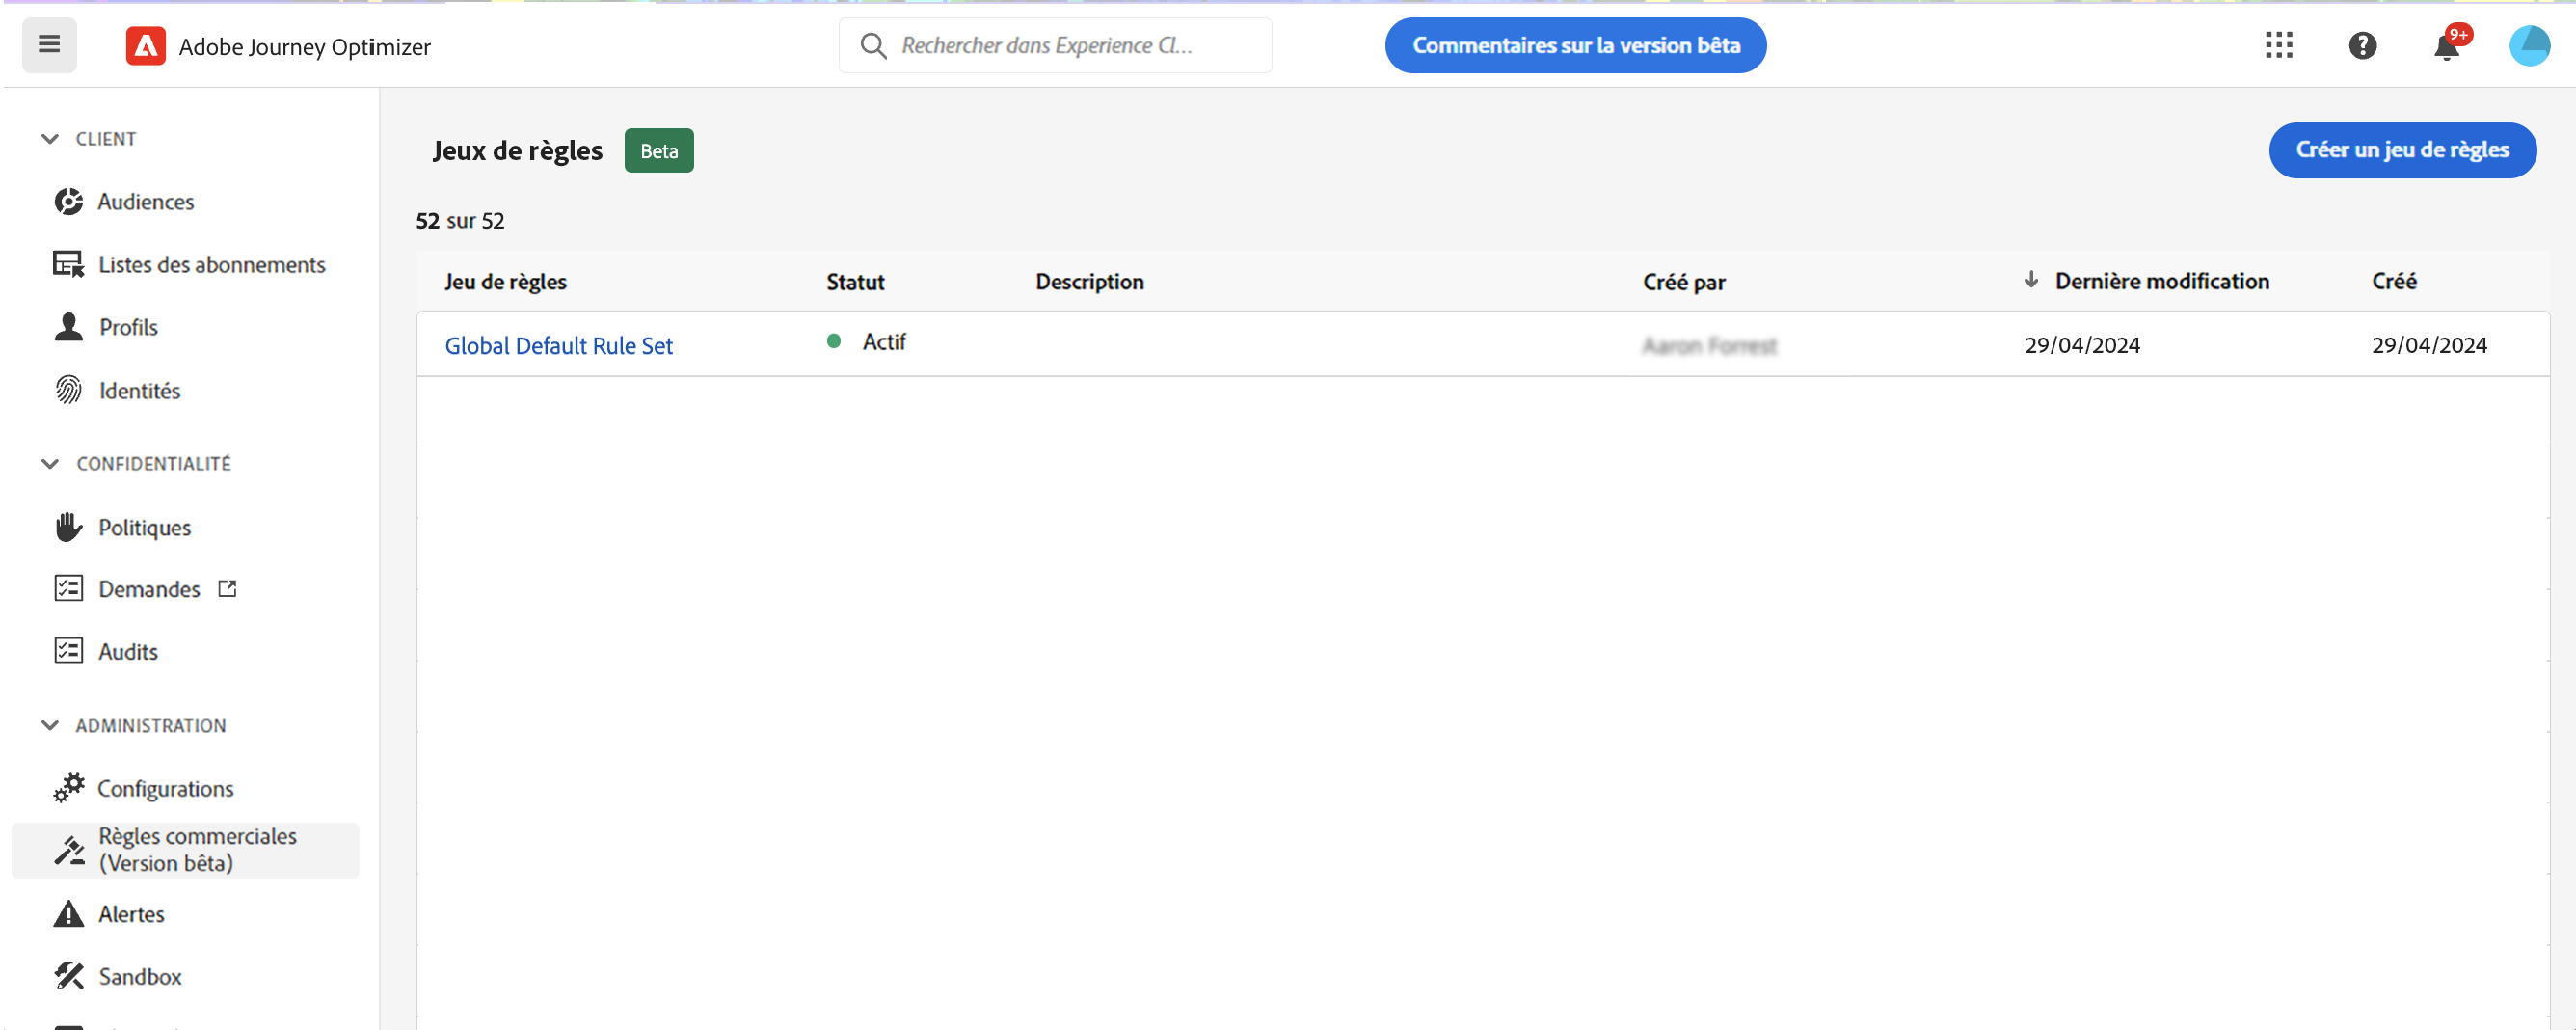 Adobe Journey Optimizer
Rechercher dans Experience Cl...
Commentaires sur la version bêta
9+
CLIENT
Audiences
Listes des abonnements
Profils
Identités
CONFIDENTIALITÉ
Politiques
Demandes
Audits
ADMINISTRATION
Configurations
Règles commerciales
(Version bêta)
Alertes
Sandbox
Jeux de règles
Beta
Créer un jeu de règles
52 sur 52
Jeu de règles Statut Description Créé par Dernière modification Créé
Global Default Rule Set Actif 29/04/2024 29/04/2024